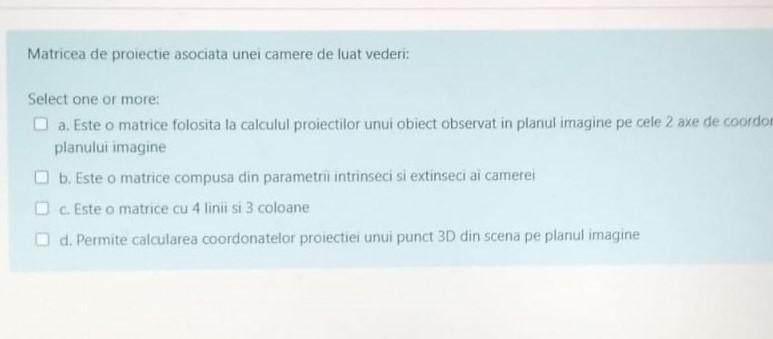 Matricea de proiectie asociata unei camere de luat vederi:
Select one or more:
a. Este o matrice folosita la calculul proiectilor unui obiect observat in planul imagine pe cele 2 axe de
planului imagine
b. Este o matrice compusa din parametrii intrinseci si extinseci ai camerei
c. Este o matrice cu 4 linii si 3 coloane
d. Permite calcularea coordonatelor proiectiei unui punct 3D din scena pe planul imagine